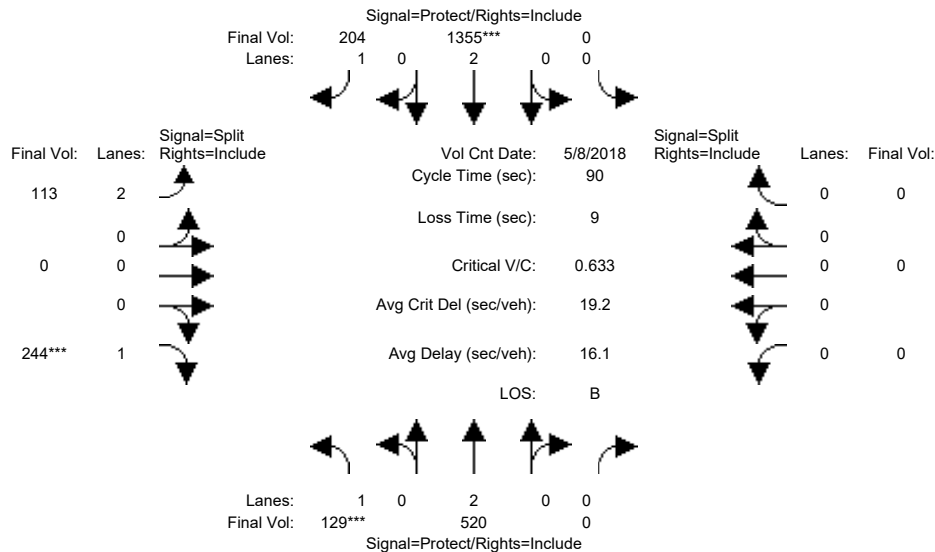 Signal=Protect/Rights=Include
Final Vol: 204 1355*** 0
Lanes: 1 0 2 0 0
Signal=Split
Final Vol: Lanes: Rights=Include
Vol Cnt Date: 5/8/2018
Signal=Split
Rights=Include Lanes: Final Vol:
Cycle Time (sec): 90
113 2
0 0
Loss Time (sec): 9
0
0
0 0
Critical V/C: 0.633
0 0
0
Avg Crit Del (sec/veh): 19.2
0
244*** 1
Avg Delay (sec/veh): 16.1
0 0
LOS: B
Lanes: 1 0 2 0 0
Final Vol: 129*** 520 0
Signal=Protect/Rights=Include